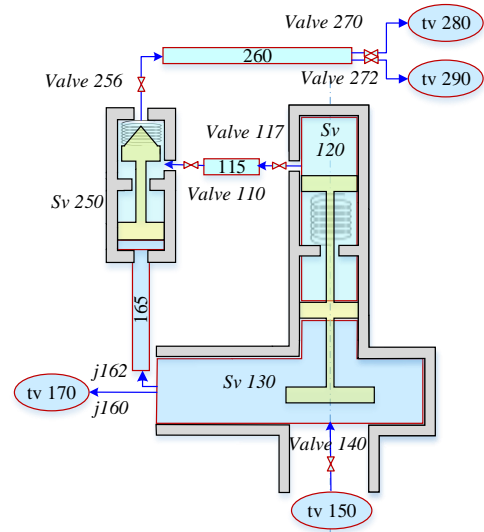 Valve 270
tv 280
260
Valve 256
Valve 272
tv 290
Valve 117
Sv
120
115
Valve 110
Sv 250
165
j162
Sv 130
tv 170
j160
Valve 140
tv 150